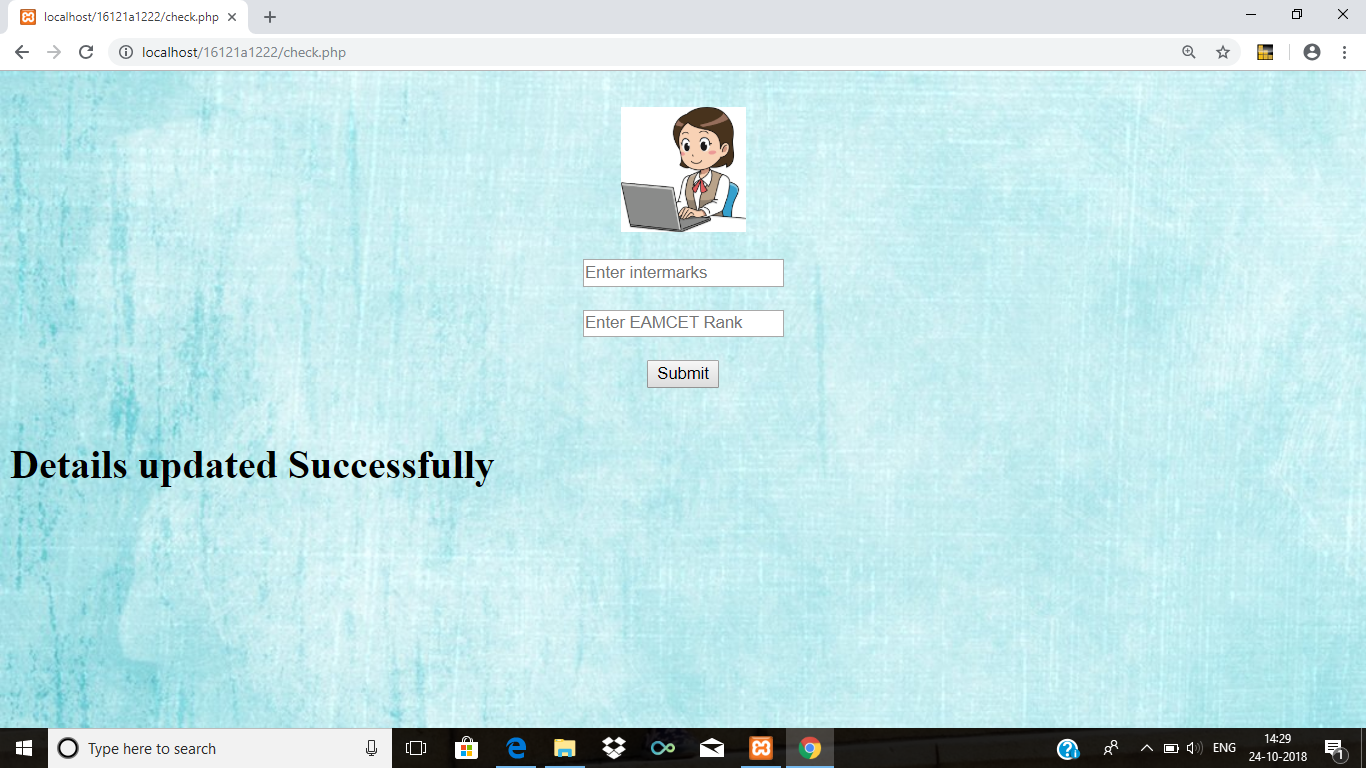 localhost/16121a1222/check.php
localhost/16121a1222/check.php
Enter intermarks
Enter EAMCET Rank
Submit
Details updated Successfully
Type here to search
ENG
14:29
24-10-2018
1